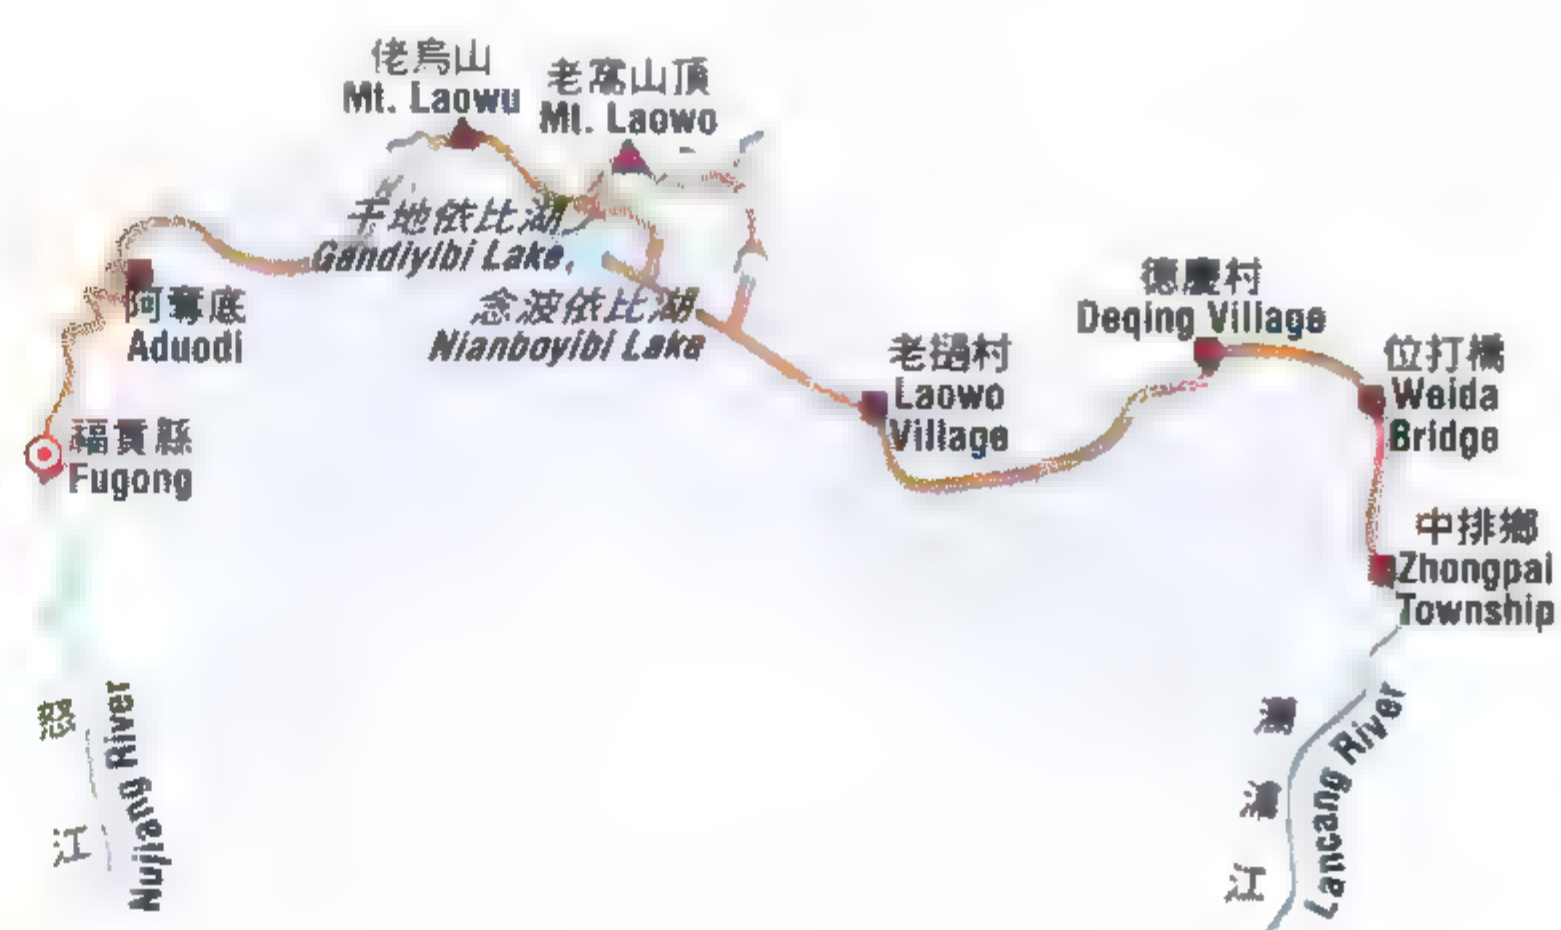 佬烏山
Mt. Laowu
老窩山頂
Mt. Laowo
干地依比湖
Gandiyibi Lake
念波依比湖
Nianboyibi Lake
阿奪底
Aduodi
福貢縣
Fugong
老撾村
Laowo
Village
德慶村
Deqing Village
位打橋
Weida
Bridge
中排鄉
Zhongpai
Township
怒江
Nujiang River
瀾滄江
Lancang River